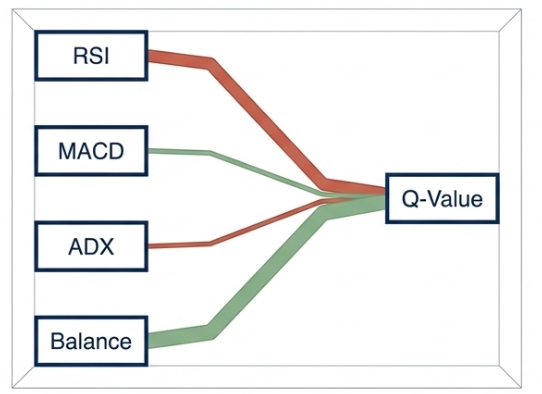 RSI
MACD
ADX
Balance
Q-Value